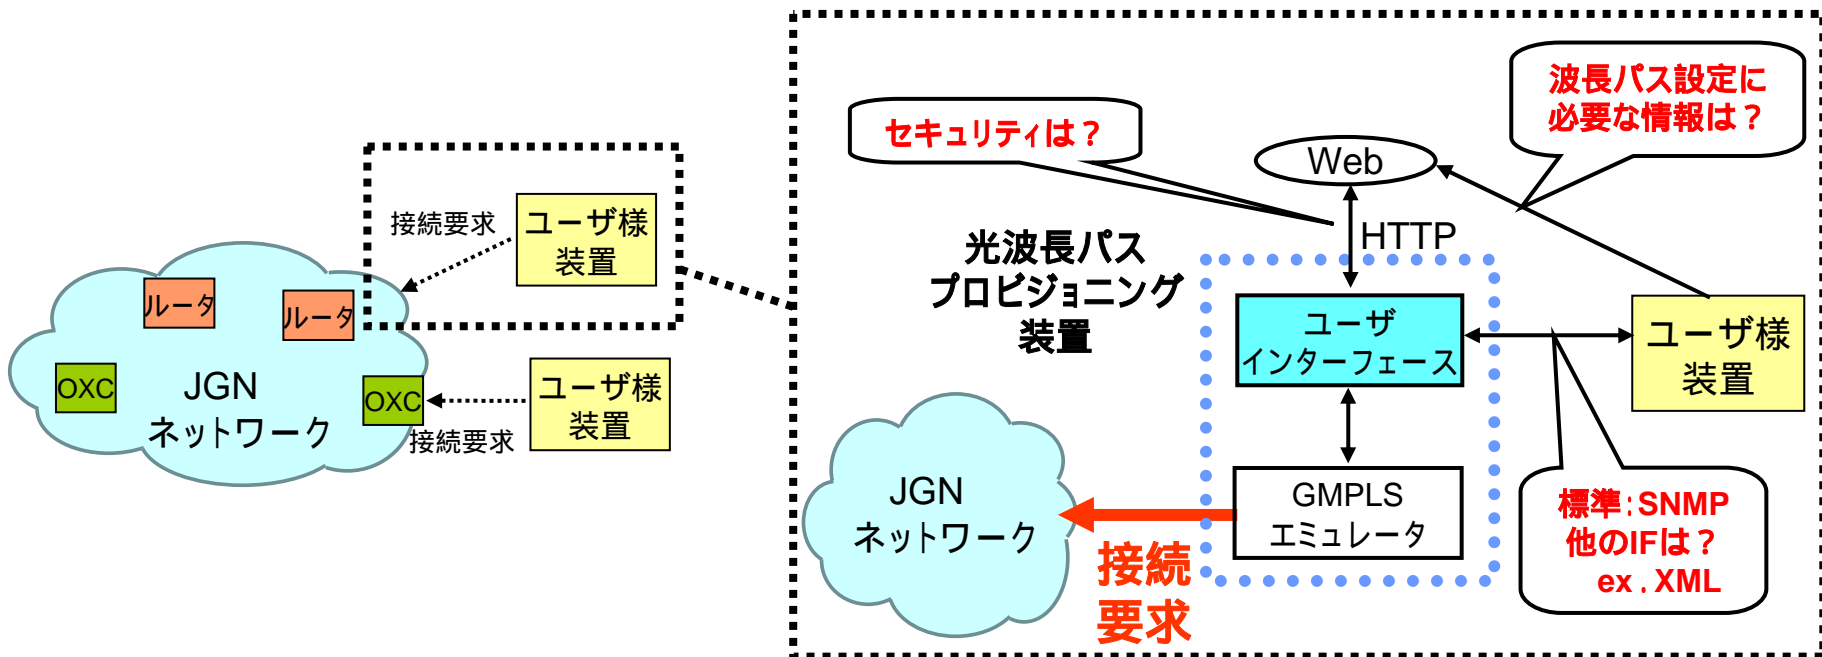 接続要求
ユーザ様
装置
ルータ
ルータ
OXC
JGN
ネットワーク
OXC
接続要求
ユーザ様
装置
セキュリティは？
波長パス設定に
必要な情報は？
Web
HTTP
光波長パス
プロビジョニング
装置
ユーザ
インターフェース
ユーザ様
装置
JGN
ネットワーク
GMPLS
エミュレータ
接続
要求
標準：SNMP
他のIFは？
ex．XML